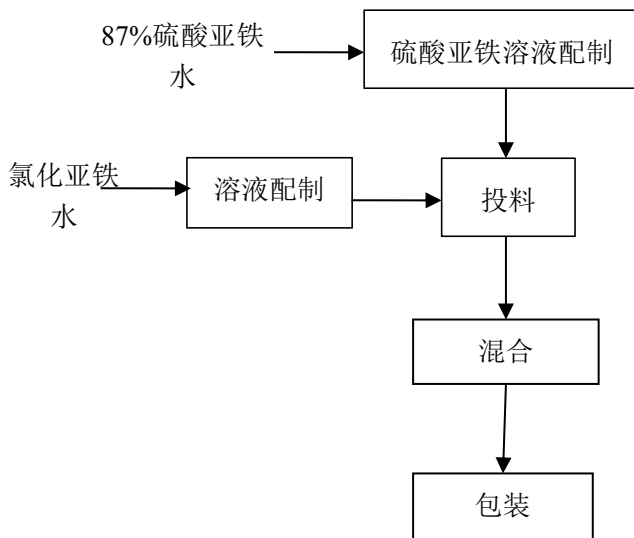 87%硫酸亚铁
水
硫酸亚铁溶液配制
氯化亚铁
水
溶液配制
投料
混合
包装